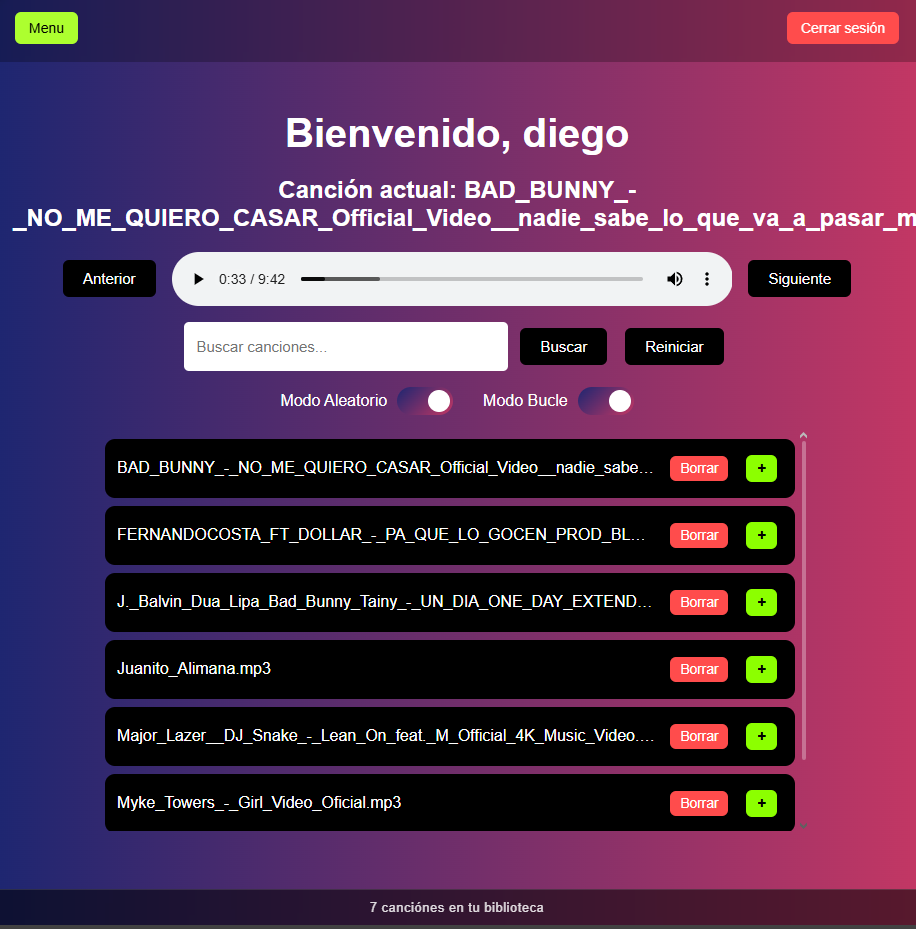 Menu
Cerrar sesión
Bienvenido, diego
Canción actual: BAD_BUNNY_-
_NO_ME_QUIERO_CASAR_Official_Video__nadie_sabe_lo_que_va_a_pasar_m
Anterior
0:33 / 9:42
Siguiente
Buscar canciones...
Buscar
Reiniciar
Modo Aleatorio
Modo Bucle
BAD_BUNNY_-_NO_ME_QUIERO_CASAR_Official_Video__nadie_sabe... Borrar +
FERNANDOCOSTA_FT_DOLLAR_-_PA_QUE_LO_GOCEN_PROD_BL... Borrar +
J._Balvin_Dua_Lipa_Bad_Bunny_Tainy_-_UN_DIA_ONE_DAY_EXTEND... Borrar +
Juanito_Alimana.mp3 Borrar +
Major_Lazer__DJ_Snake_-_Lean_On_feat._M_Official_4K_Music_Video.... Borrar +
Myke_Towers_-_Girl_Video_Oficial.mp3 Borrar +
7 canciónes en tu biblioteca